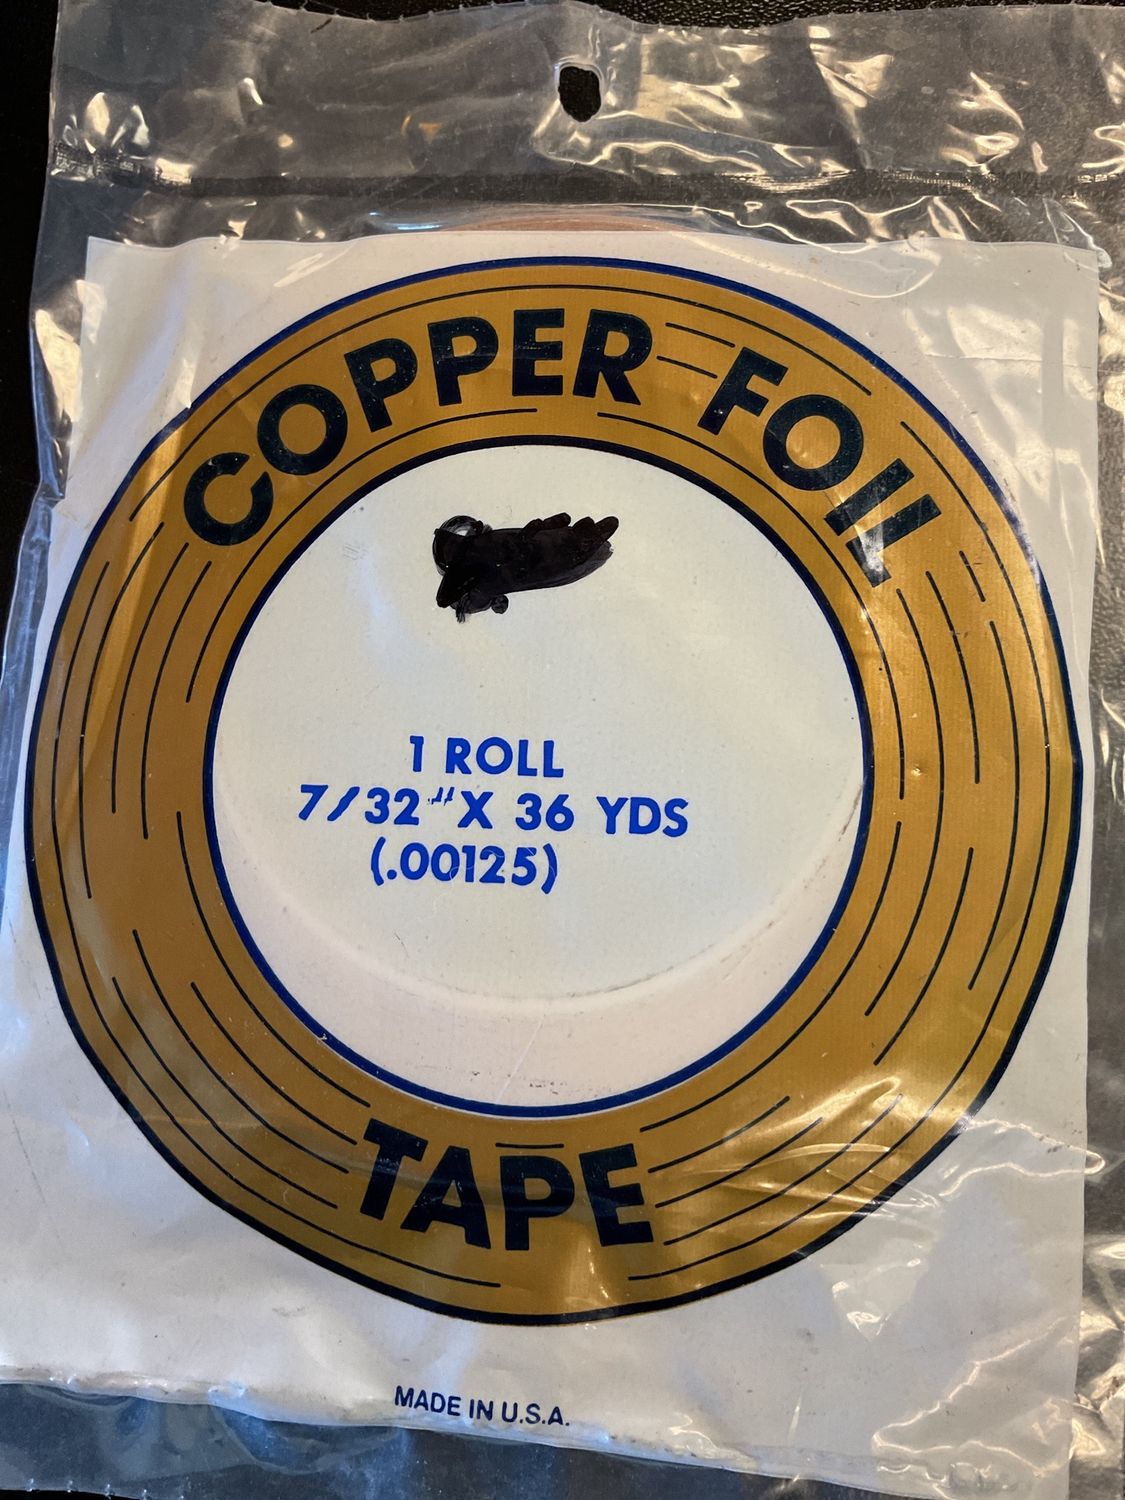 COPPER FOIL
1 ROLL
7/32" X 36 YDS
(.00125)
TAPE
MADE IN U.S.A.